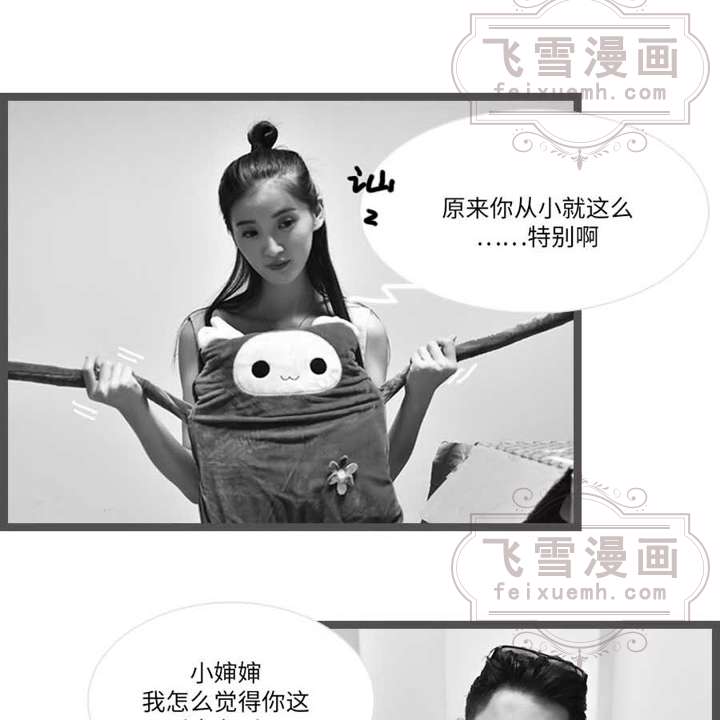 飞雪漫画
feixuemh.com
讪
原来你从小就这么
……特别啊
飞雪漫画
feixuemh.com
小婶婶
我怎么觉得你这